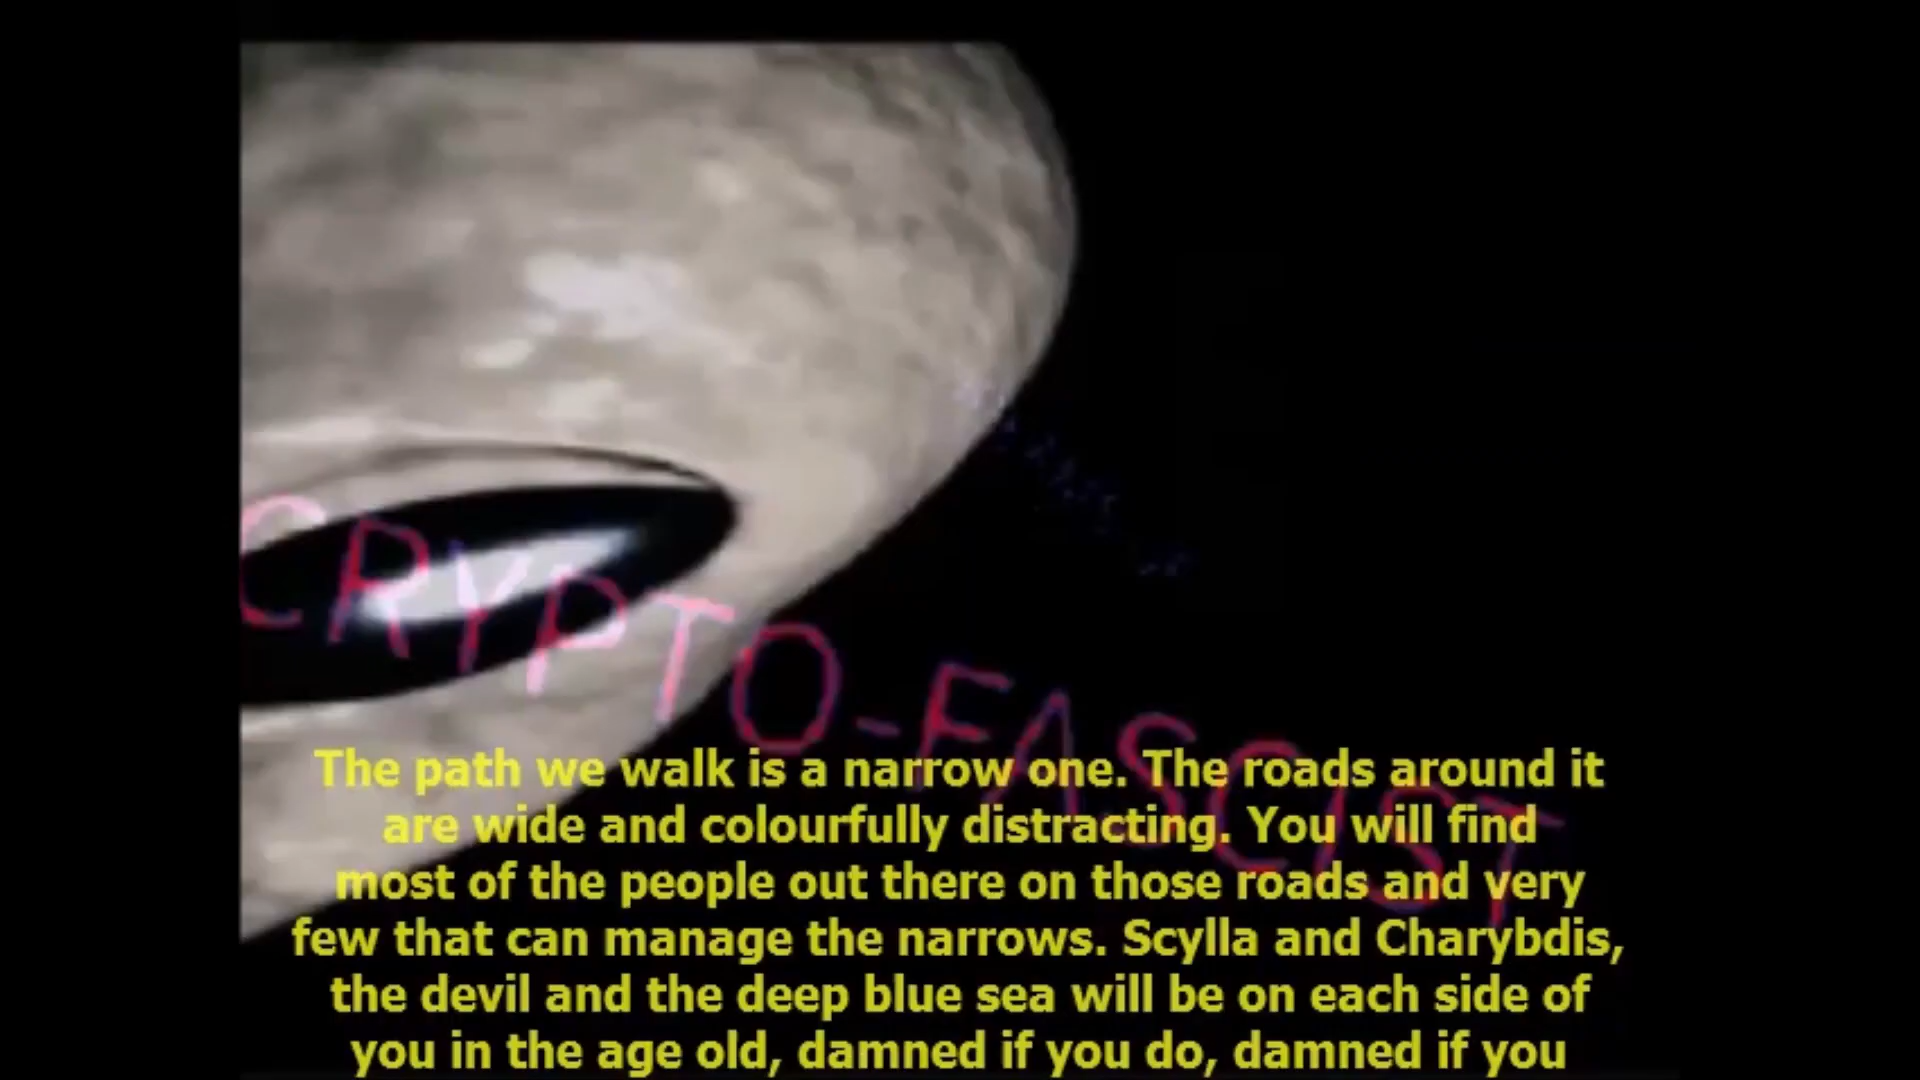 CRYPTO-FASCIST
The path we walk is a narrow one. The roads around it
are wide and colourfully distracting. You will find
most of the people out there on those roads and very
few that can manage the narrows. Scylla and Charybdis,
the devil and the deep blue sea will be on each side of
you in the age old, damned if you do, damned if you